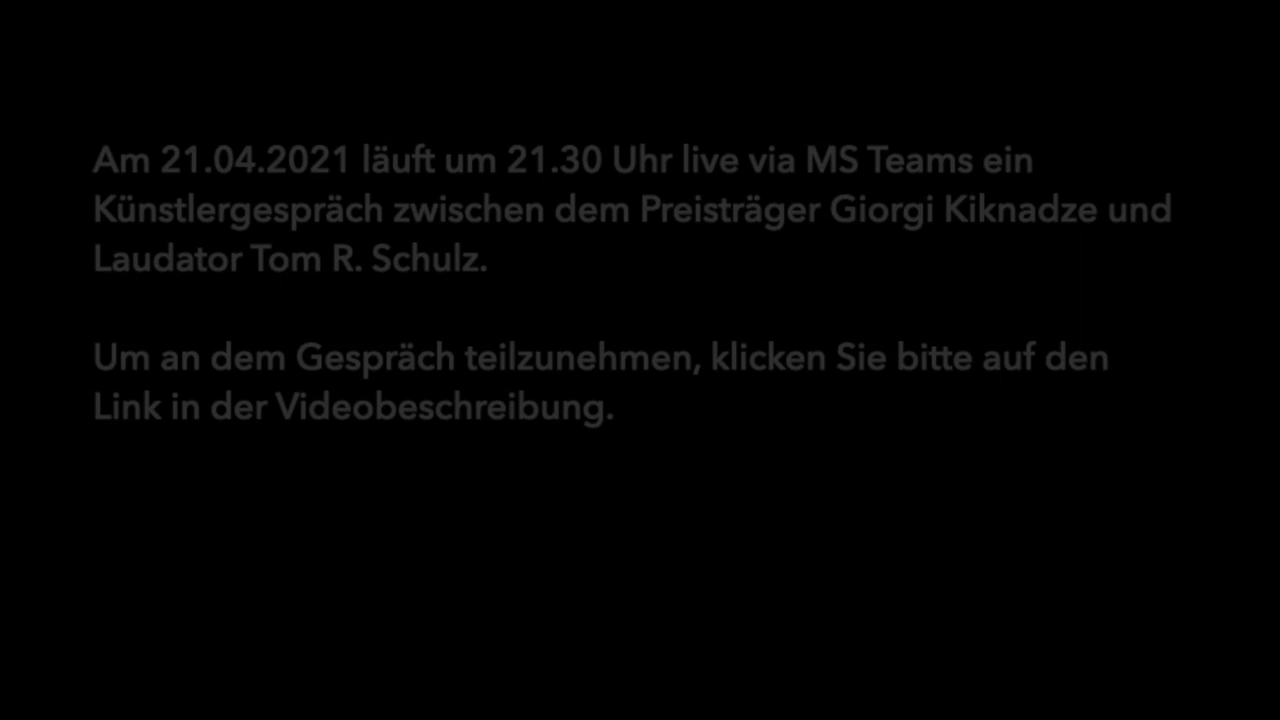 Am 21.04.2021 läuft um 21.30 Uhr live via MS Teams ein
Künstlergespräch zwischen dem Preisträger Giorgi Kiknadze und
Laudator Tom R. Schulz.
Um an dem Gespräch teilzunehmen, klicken Sie bitte auf den
Link in der Videobeschreibung.